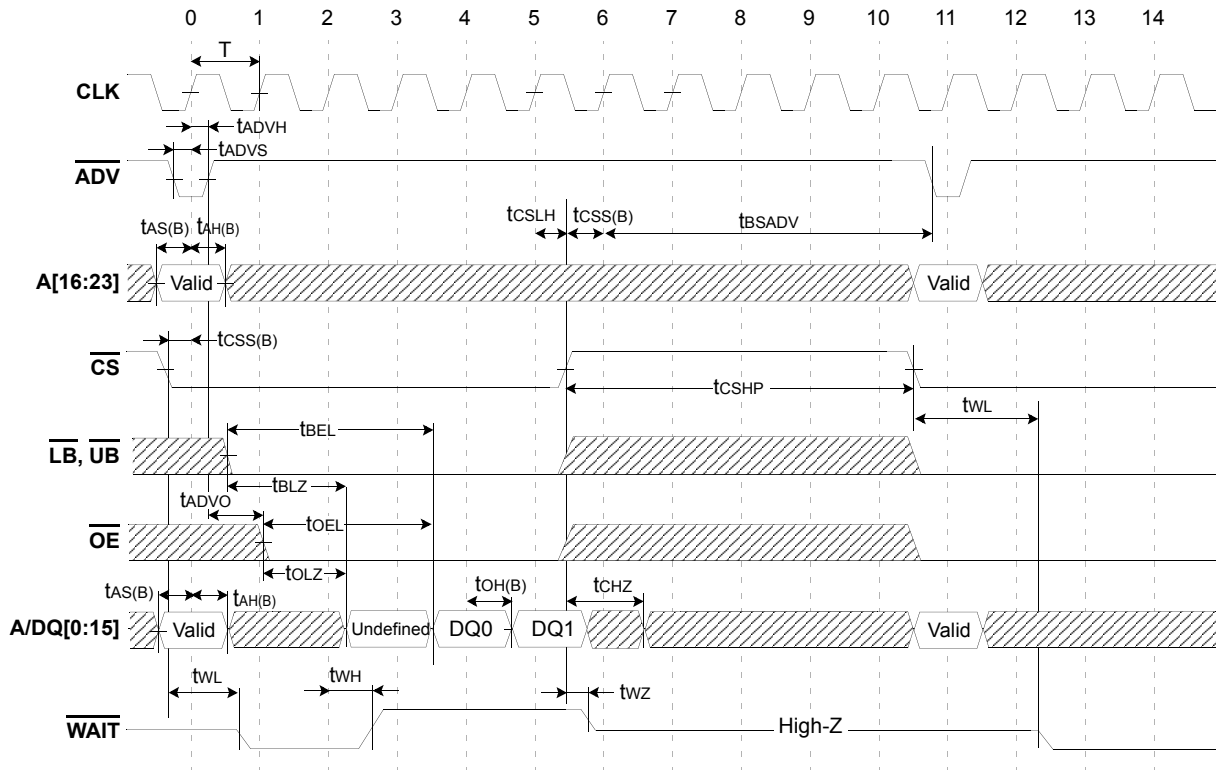 0 1 2 3 4 5 6 7 8 9 10 11 12 13 14
T
CLK
tADVH
tADVS
ADV
tAS(B) tAH(B) tCSLH tCSS(B) tBSADV
A[16:23] Valid Valid
tCSS(B)
CS
tCSHP
tWL
tBEL
LB, UB
tBLZ
tADVO
tOEL
OE
tOLZ
tAS(B) tAH(B) tOH(B) tCHZ
A/DQ[0:15] Valid Undefined DQ0 DQ1 Valid
tWL tWH tWZ
WAIT High-Z